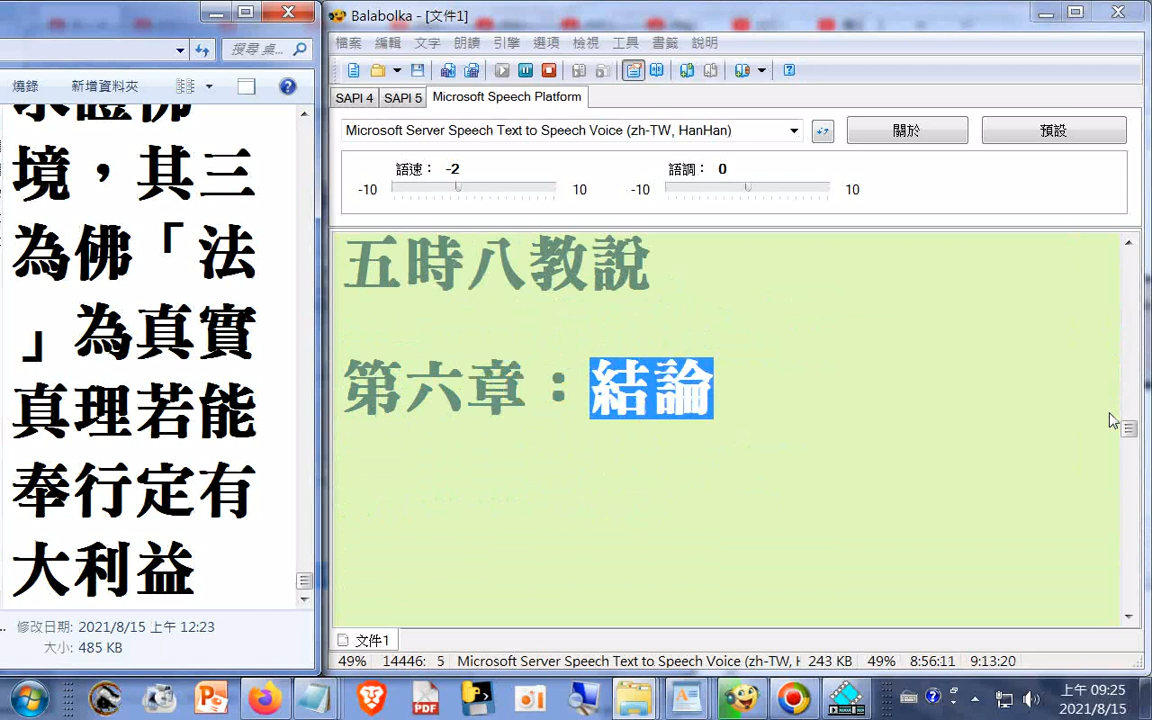 搜尋 桌...
燒錄
新增資料夾
境，其三
為佛「法
」為真實
真理若能
奉行定有
大利益
.. 修改日期: 2021/8/15 上午 12:23
大小: 485 KB
Balabolka - [文件1]
檔案 編輯 文字 朗讀 引擎 選項 檢視 工具 書籤 說明
SAPI 4 SAPI 5 Microsoft Speech Platform
Microsoft Server Speech Text to Speech Voice (zh-TW, HanHan)
關於
預設
語速： -2 語調： 0
-10 10 -10 10
五時八教說
第六章：結論
文件1
49% 14446: 5 Microsoft Server Speech Text to Speech Voice (zh-TW, H 243 KB 49% 8:56:11 9:13:20
上午 09:25
2021/8/15